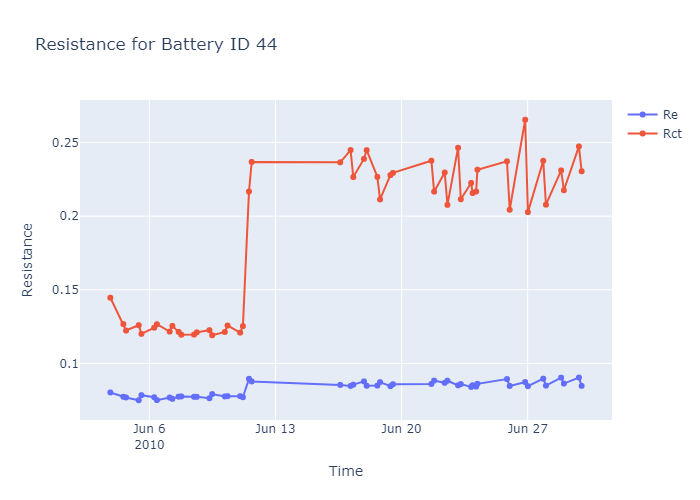 Resistance for Battery ID 44
Re
Rct
0.25
0.2
0.15
0.1
Resistance
Jun 6
2010
Jun 13
Jun 20
Jun 27
Time